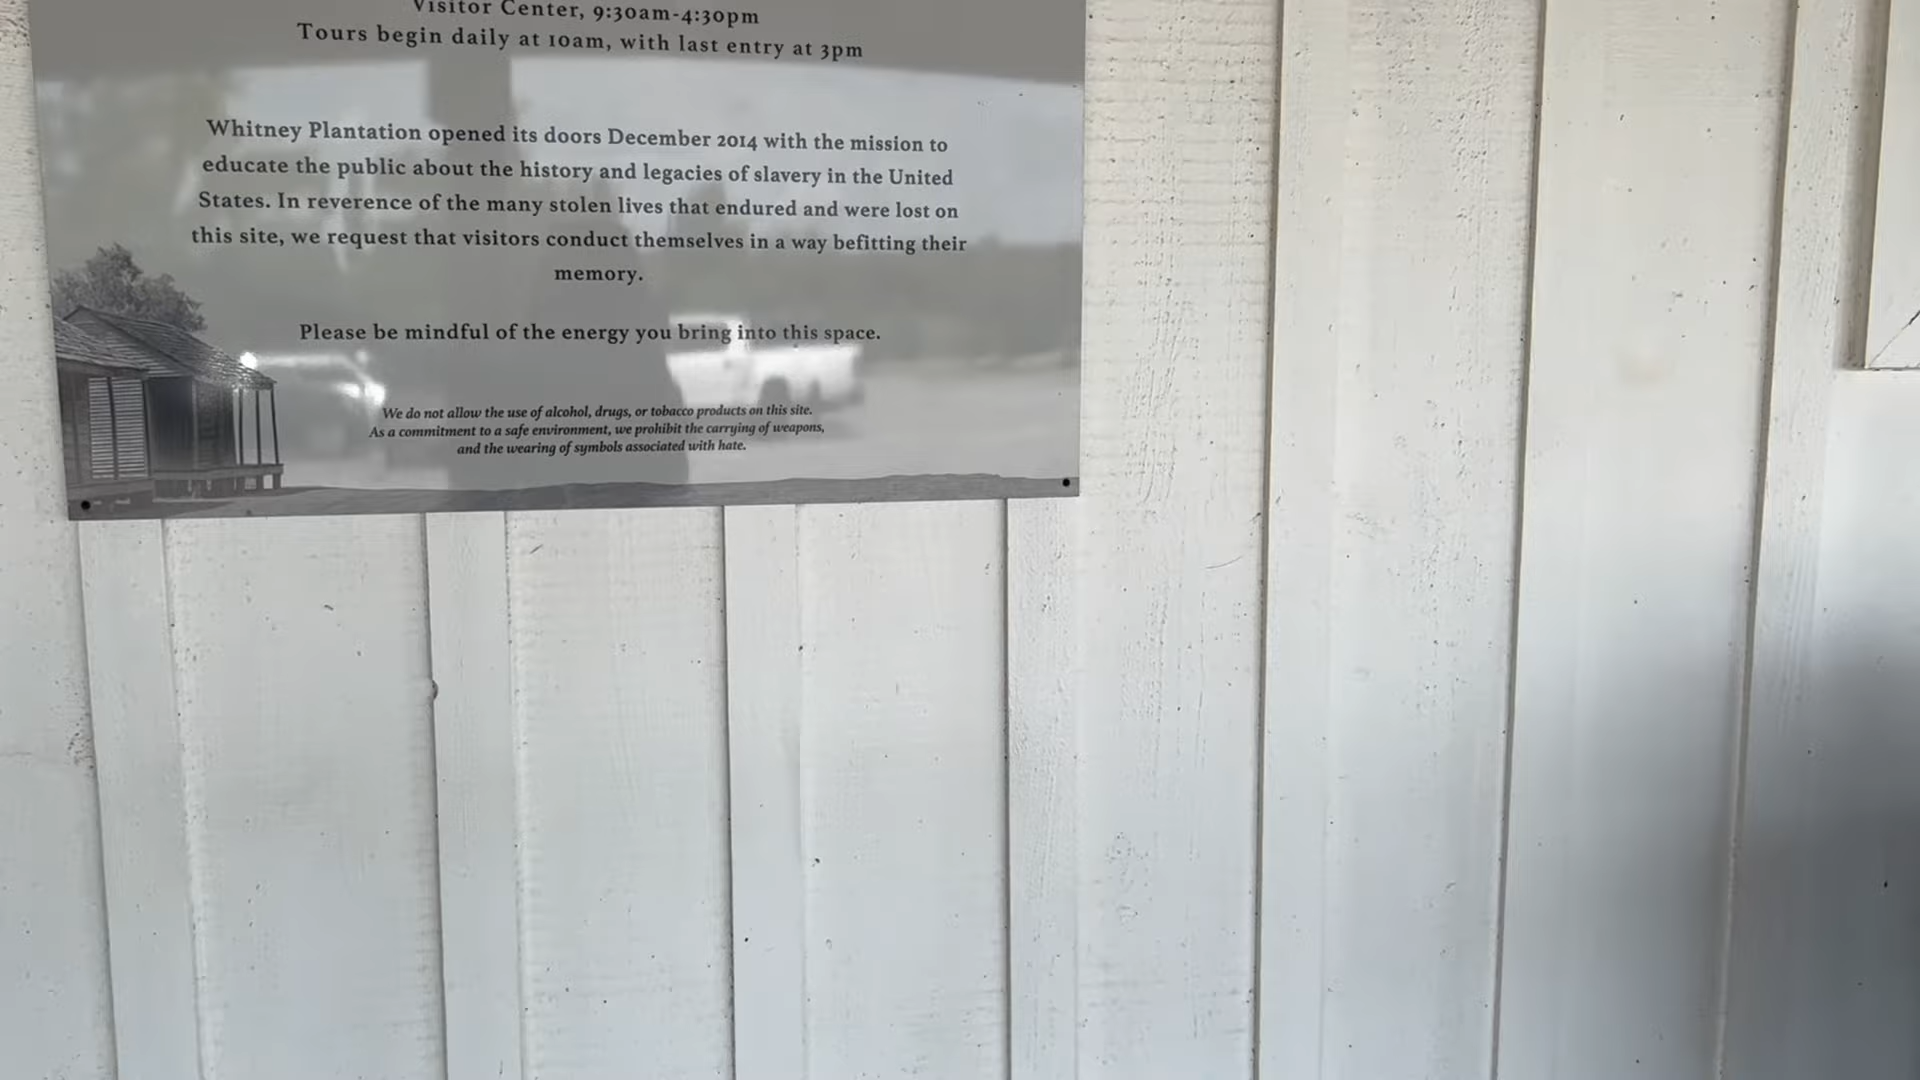 Visitor Center, 9:30am-4:30pm
Tours begin daily at 10am, with last entry at 3pm
Whitney Plantation opened its doors December 2014 with the mission to
educate the public about the history and legacies of slavery in the United
States. In reverence of the many stolen lives that endured and were lost on
this site, we request that visitors conduct themselves in a way befitting their
memory.
Please be mindful of the energy you bring into this space.
We do not allow the use of alcohol, drugs, or tobacco products on this site.
As a commitment to a safe environment, we prohibit the carrying of weapons,
and the wearing of symbols associated with hate.